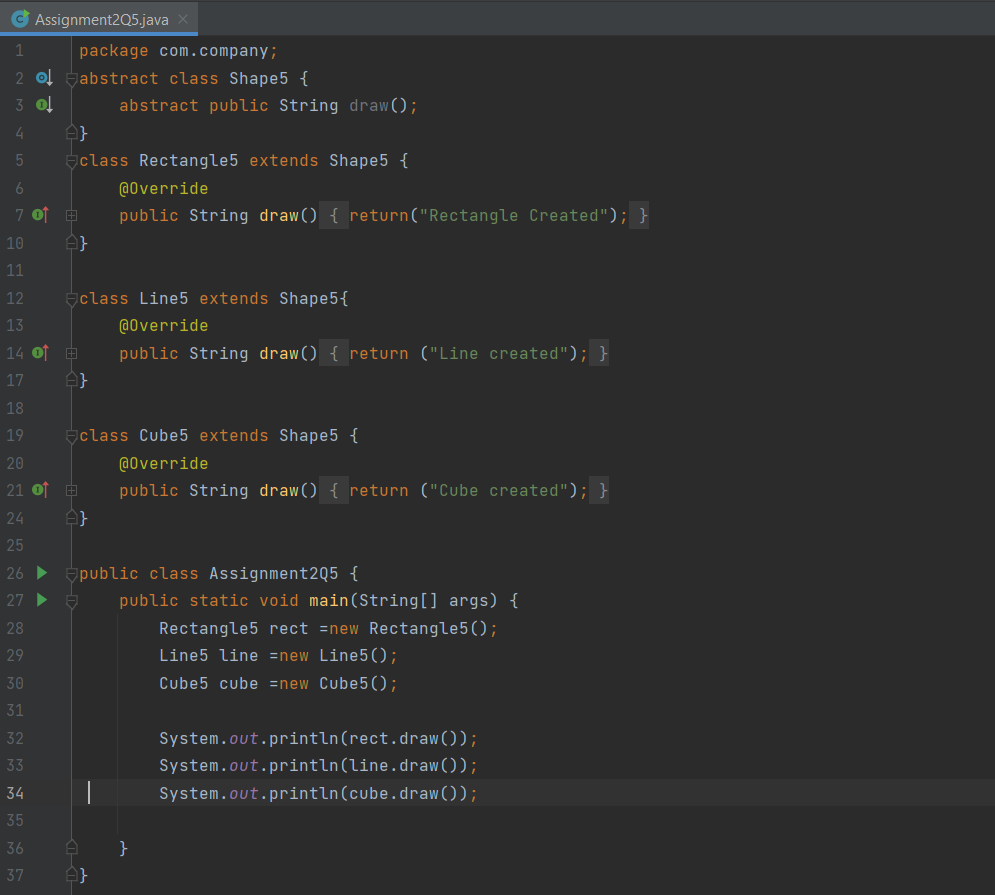 Assignment2Q5.java
1 package com.company;
2 abstract class Shape5 {
3     abstract public String draw();
4 }
5 class Rectangle5 extends Shape5 {
6     @Override
7     public String draw() { return("Rectangle Created"); }
10 }
11
12 class Line5 extends Shape5{
13     @Override
14     public String draw() { return ("Line created"); }
17 }
18
19 class Cube5 extends Shape5 {
20     @Override
21     public String draw() { return ("Cube created"); }
24 }
25
26 public class Assignment2Q5 {
27     public static void main(String[] args) {
28         Rectangle5 rect =new Rectangle5();
29         Line5 line =new Line5();
30         Cube5 cube =new Cube5();
31
32         System.out.println(rect.draw());
33         System.out.println(line.draw());
34         System.out.println(cube.draw());
35
36     }
37 }